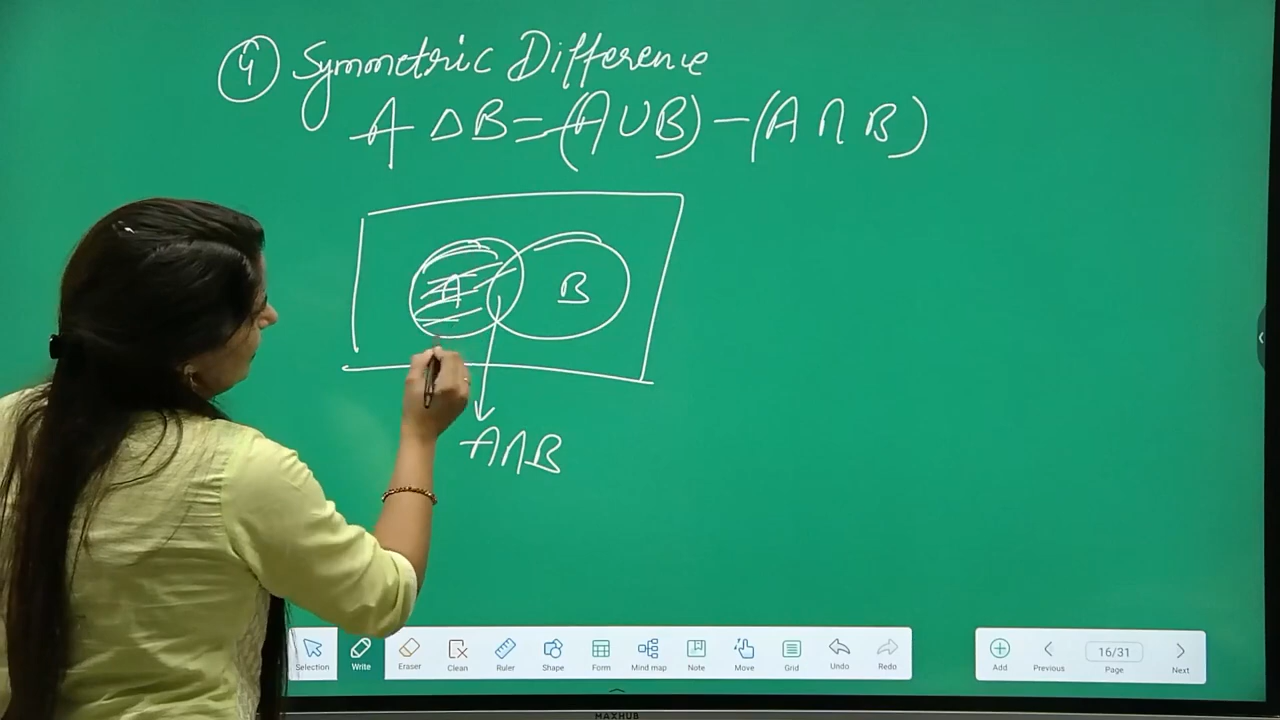 ④ Symmetric Difference
A Δ B = (A ∪ B) - (A ∩ B)
A
B
A∩B
Selection
Write
Eraser
Clean
Ruler
Shape
Form
Mind map
Note
Move
Grid
Undo
Redo
Add
Previous
16/31
Page
Next
MAXHUB